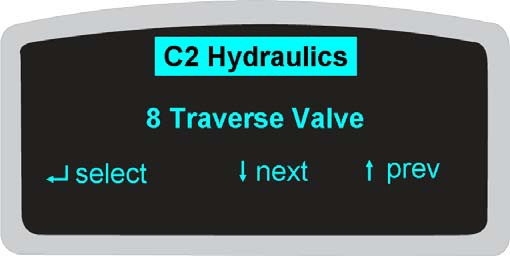 C2 Hydraulics
8 Traverse Valve
↵ select ↓ next ↑ prev